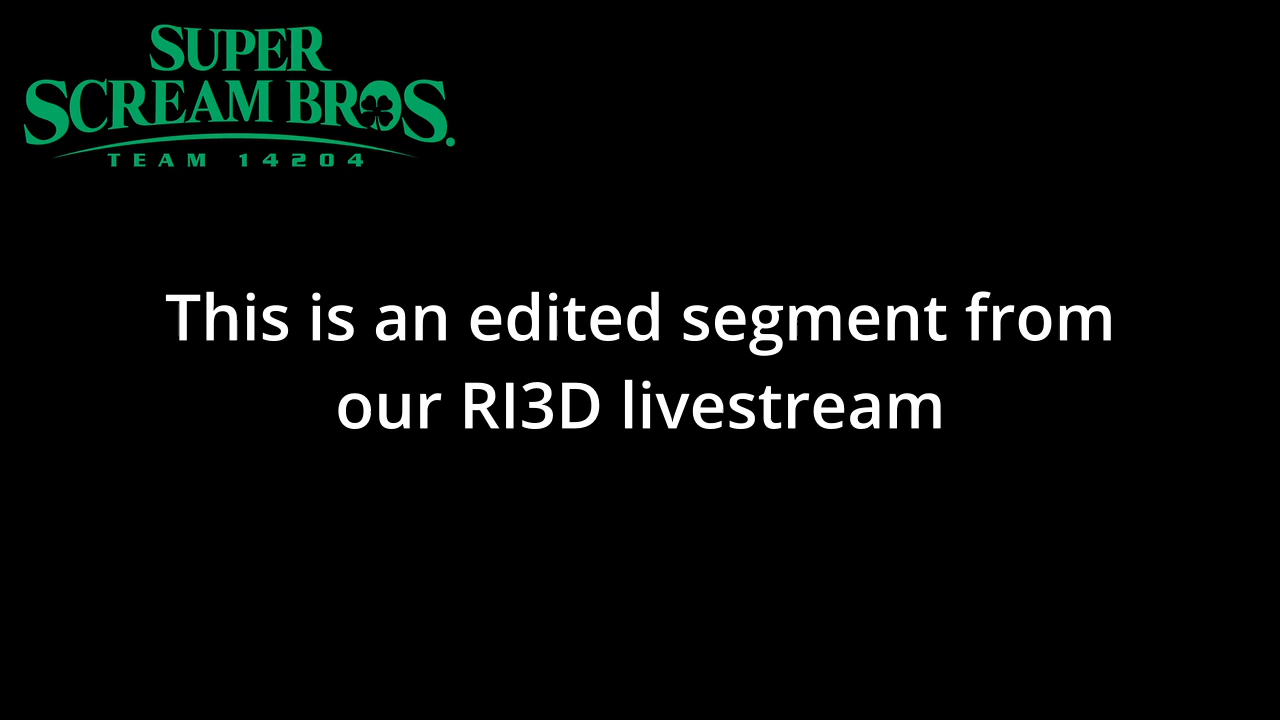 SUPER
SCREAM BROS.
TEAM 14204
This is an edited segment from
our RI3D livestream